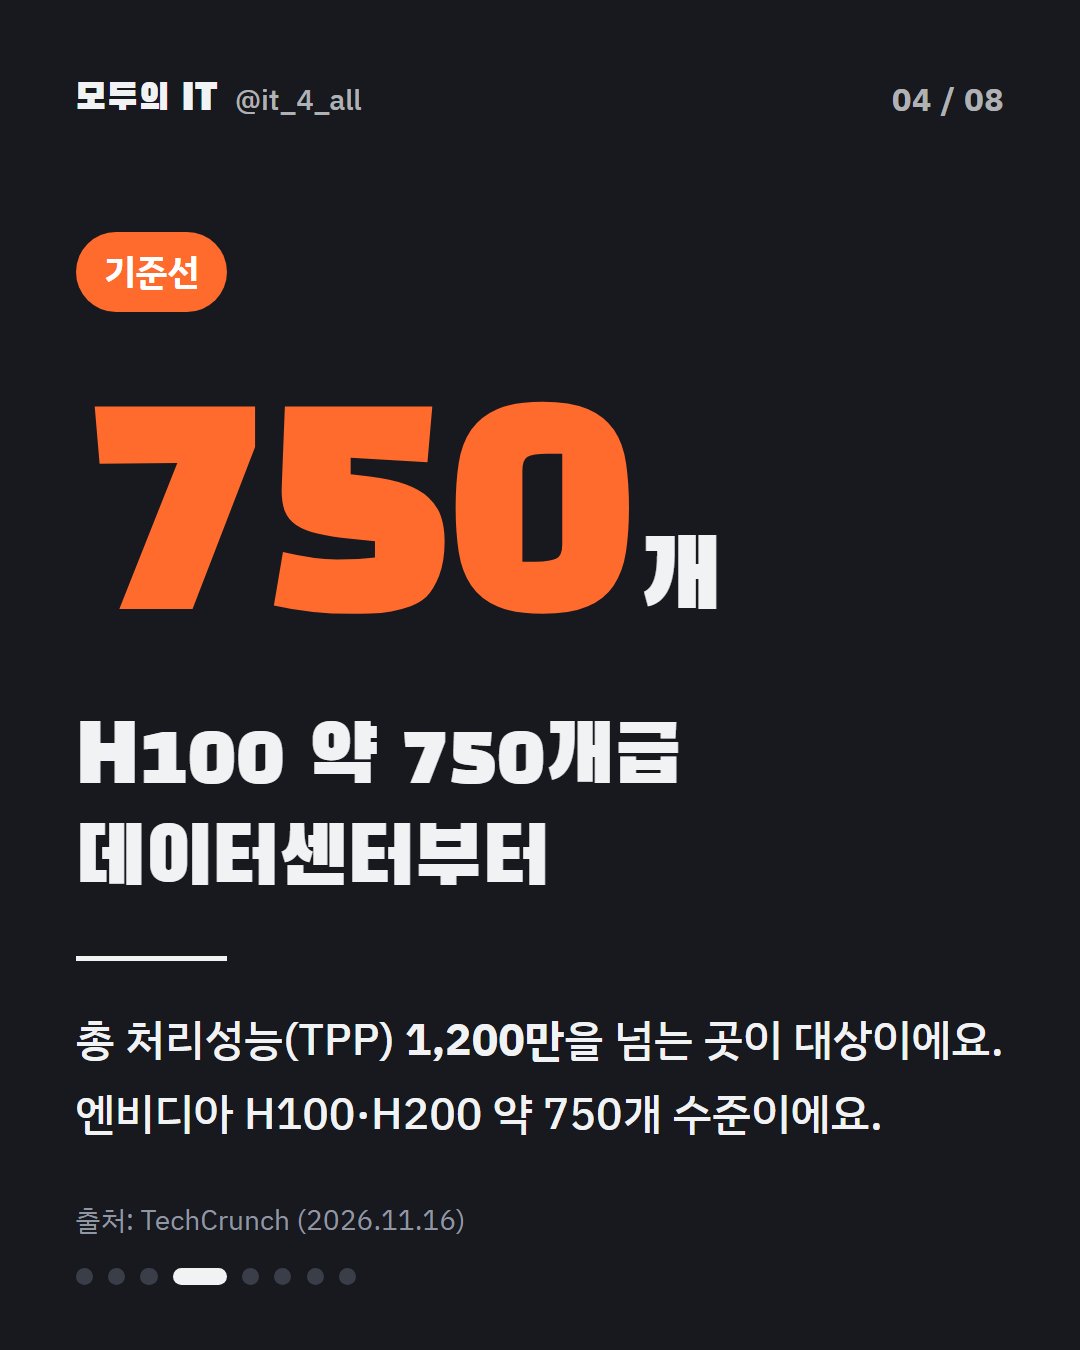 모두의 IT @it_4_all 04 / 08
기준선
750개
H100 약 750개급
데이터센터부터
총 처리성능(TPP) 1,200만을 넘는 곳이 대상이에요.
엔비디아 H100·H200 약 750개 수준이에요.
출처: TechCrunch (2026.11.16)